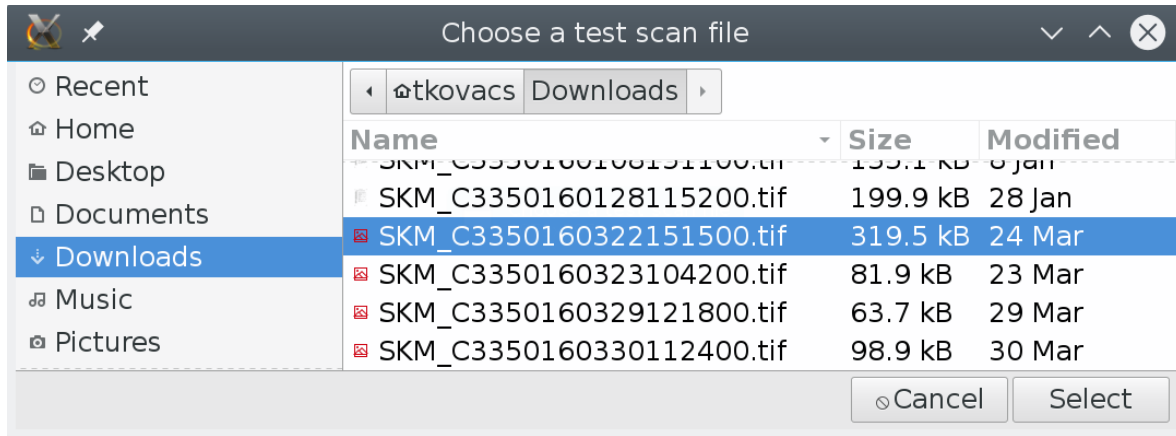 Choose a test scan file
Recent
Home
Desktop
Documents
Downloads
Music
Pictures
tkovacs Downloads
Name Size Modified
SKM_C3350160128115200.tif 199.9 kB 28 Jan
SKM_C3350160322151500.tif 319.5 kB 24 Mar
SKM_C3350160323104200.tif 81.9 kB 23 Mar
SKM_C3350160329121800.tif 63.7 kB 29 Mar
SKM_C3350160330112400.tif 98.9 kB 30 Mar
Cancel Select